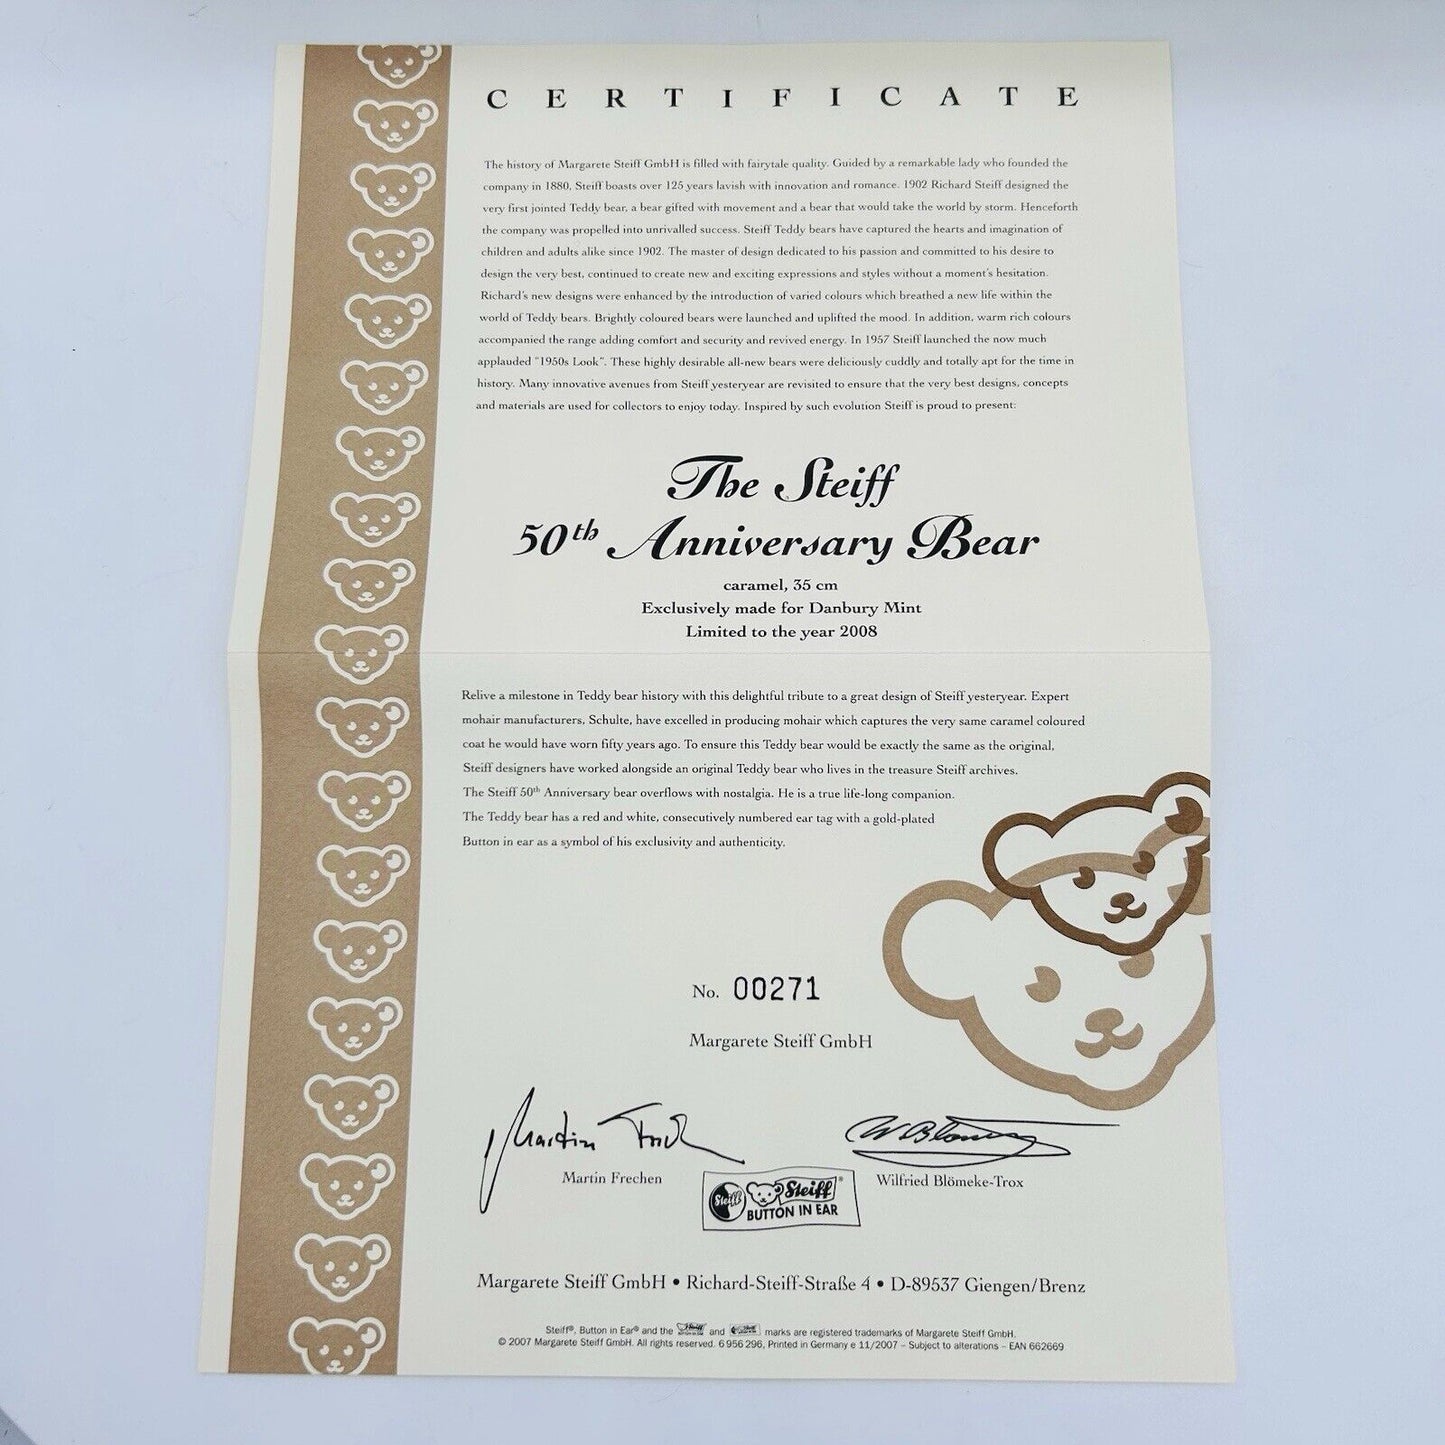 CERTIFICATE
The history of Margarete Steiff GmbH is filled with fairytale quality. Guided by a remarkable lady who founded the
company in 1880, Steiff boasts over 125 years lavish with innovation and romance. 1902 Richard Steiff designed the
very first jointed Teddy bear, a bear gifted with movement and a bear that would take the world by storm. Henceforth
the company was propelled into unrivalled success. Steiff Teddy bears have captured the hearts and imagination of
children and adults alike since 1902. The master of design dedicated to his passion and committed to his desire to
design the very best, continued to create new and exciting expressions and styles without a moment's hesitation.
Richard's new designs were enhanced by the introduction of varied colours which breathed a new life within the
world of Teddy bears. Brightly coloured bears were launched and uplifted the mood. In addition, warm rich colours
accompanied the range adding comfort and security and revived energy. In 1957 Steiff launched the now much
applauded "1950s Look". These highly desirable all-new bears were deliciously cuddly and totally apt for the time in
history. Many innovative avenues from Steiff yesteryear are revisited to ensure that the very best designs, concepts
and materials are used for collectors to enjoy today. Inspired by such evolution Steiff is proud to present:
The Steiff
50th Anniversary Bear
caramel, 35 cm
Exclusively made for Danbury Mint
Limited to the year 2008
Relive a milestone in Teddy bear history with this delightful tribute to a great design of Steiff yesteryear. Expert
mohair manufacturers, Schulte, have excelled in producing mohair which captures the very same caramel coloured
coat he would have worn fifty years ago. To ensure this Teddy bear would be exactly the same as the original,
Steiff designers have worked alongside an original Teddy bear who lives in the treasure Steiff archives.
The Steiff 50th Anniversary bear overflows with nostalgia. He is a true life-long companion.
The Teddy bear has a red and white, consecutively numbered ear tag with a gold-plated
Button in ear as a symbol of his exclusivity and authenticity.
No. 00271
Margarete Steiff GmbH
Martin Frechen
Wilfried Blömeke-Trox
Steiff Steiff®
BUTTON IN EAR
Margarete Steiff GmbH • Richard-Steiff-Straße 4 • D-89537 Giengen/Brenz
Steiff®, Button in Ear® and the and marks are registered trademarks of Margarete Steiff GmbH.
© 2007 Margarete Steiff GmbH. All rights reserved. 6 956 296, Printed in Germany e 11/2007 – Subject to alterations – EAN 662669